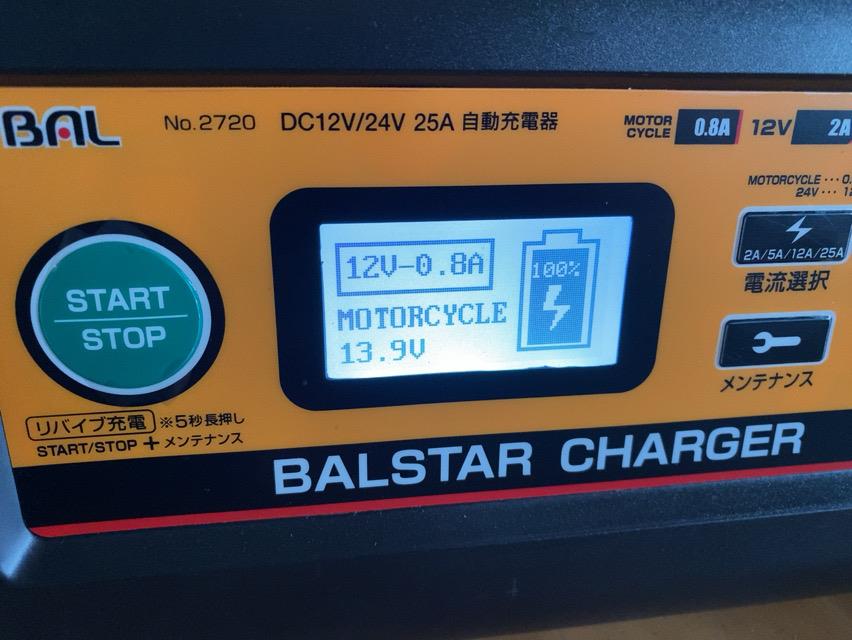 BAL No.2720 DC12V/24V 25A 自動充電器
MOTOR CYCLE 0.8A 12V 2A
MOTORCYCLE
24V
START
STOP
12V-0.8A
MOTORCYCLE
13.9V
100%
2A/5A/12A/25A
電流選択
メンテナンス
リバイブ充電 ※5秒長押し
START/STOP + メンテナンス
BALSTAR CHARGER